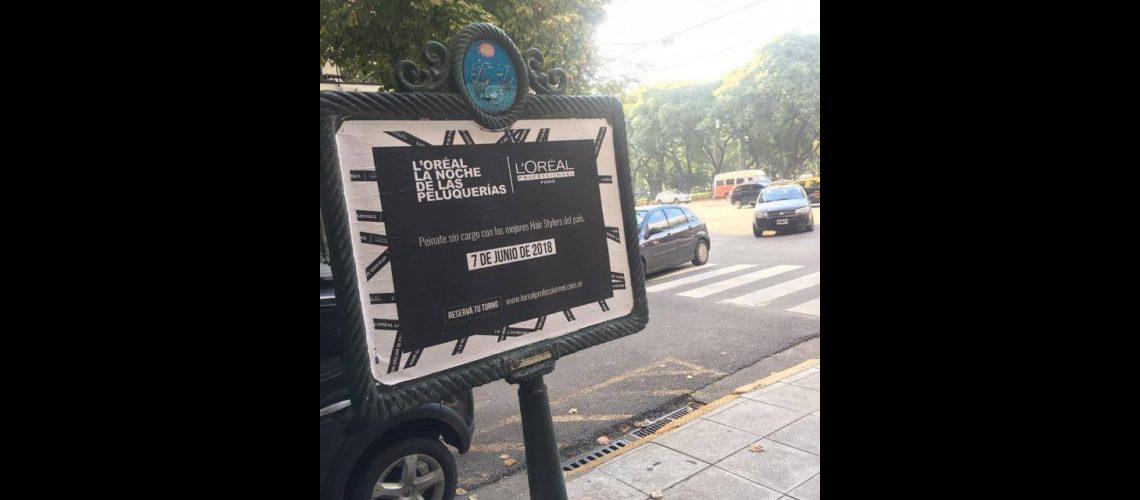 L'ORÉAL
LA NOCHE
DE LAS
PELUQUERÍAS
L'ORÉAL
PROFESSIONNEL
PARIS
Peinate sin cargo con los mejores Hair Stylers del país.
7 DE JUNIO DE 2018
RESERVÁ TU TURNO
www.lorealprofessionnel.com.ar